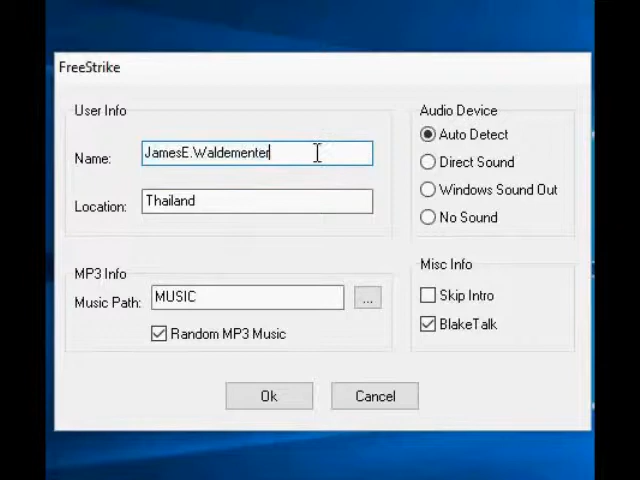 FreeStrike
User Info
Name: JamesE.Waldementer
Location: Thailand
Audio Device
Auto Detect
Direct Sound
Windows Sound Out
No Sound
MP3 Info
Music Path: MUSIC ...
Random MP3 Music
Misc Info
Skip Intro
BlakeTalk
Ok Cancel